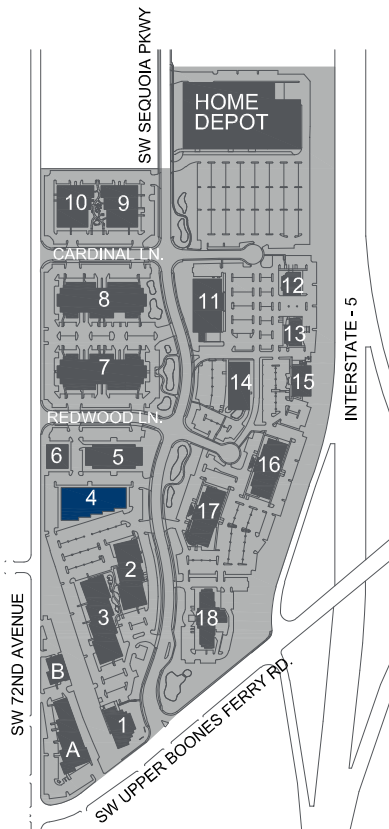 SW SEQUOIA PKWY
HOME
DEPOT
10
9
CARDINAL LN.
8
11
12
13
7
14
15
INTERSTATE - 5
REDWOOD LN.
6
5
16
4
17
2
3
18
SW 72ND AVENUE
B
1
A
SW UPPER BOONES FERRY RD.